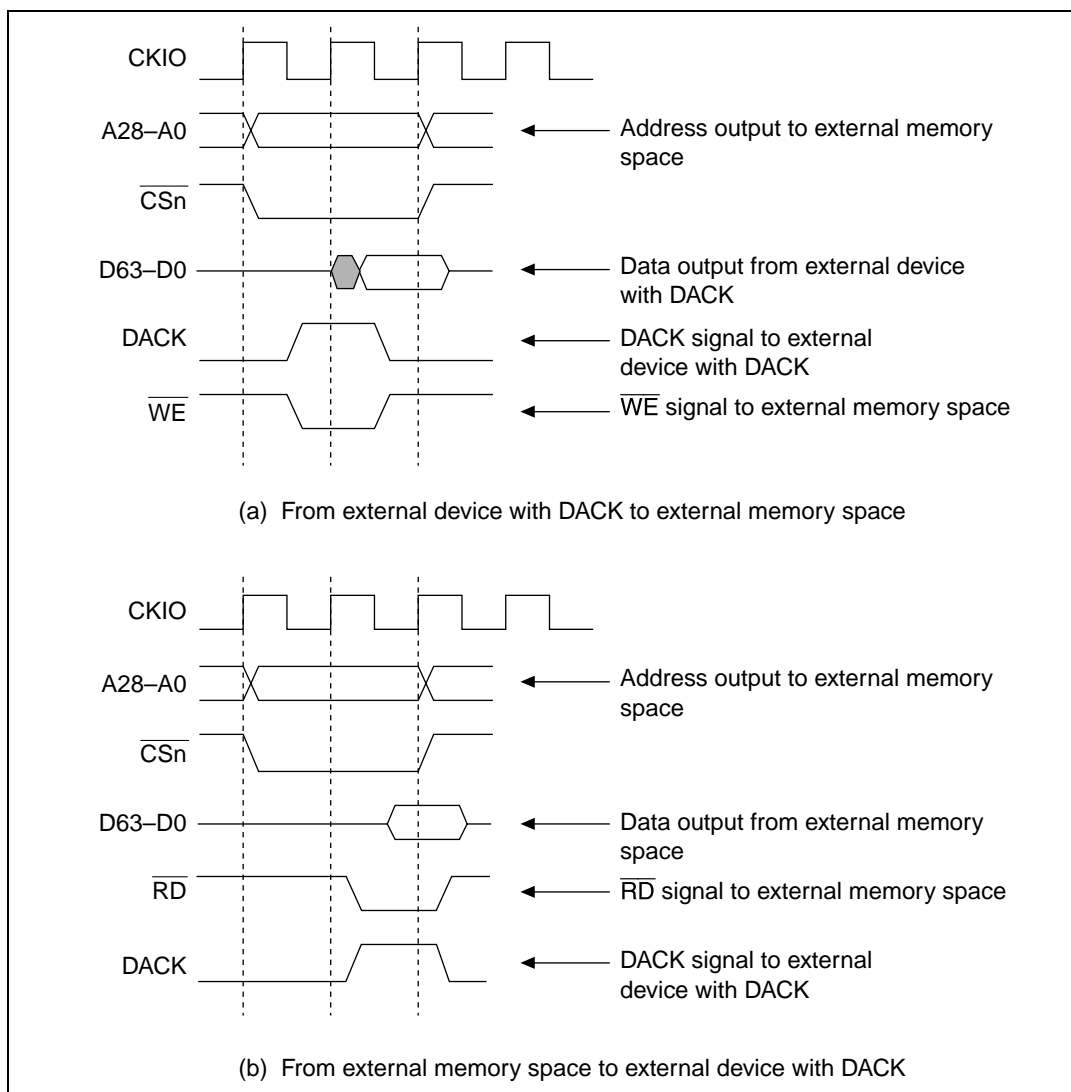 CKIO
A28–A0
Address output to external memory
space
CSn
D63–D0
Data output from external device
with DACK
DACK
DACK signal to external
device with DACK
WE
WE signal to external memory space
(a) From external device with DACK to external memory space
CKIO
A28–A0
Address output to external memory
space
CSn
D63–D0
Data output from external memory
space
RD
RD signal to external memory space
DACK
DACK signal to external
device with DACK
(b) From external memory space to external device with DACK